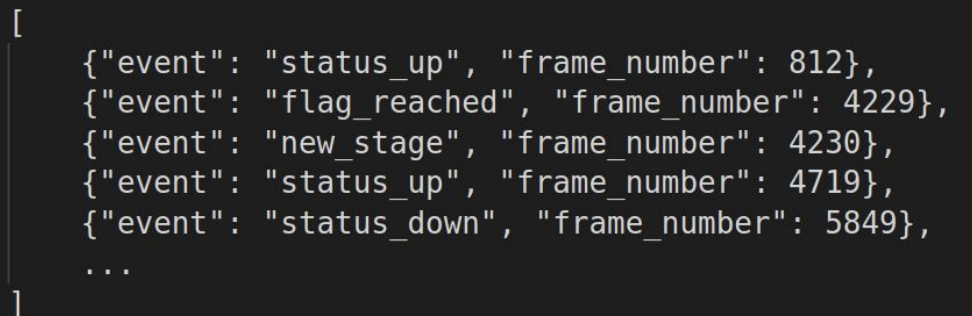 [
    {"event": "status_up", "frame_number": 812},
    {"event": "flag_reached", "frame_number": 4229},
    {"event": "new_stage", "frame_number": 4230},
    {"event": "status_up", "frame_number": 4719},
    {"event": "status_down", "frame_number": 5849},
    ...
]